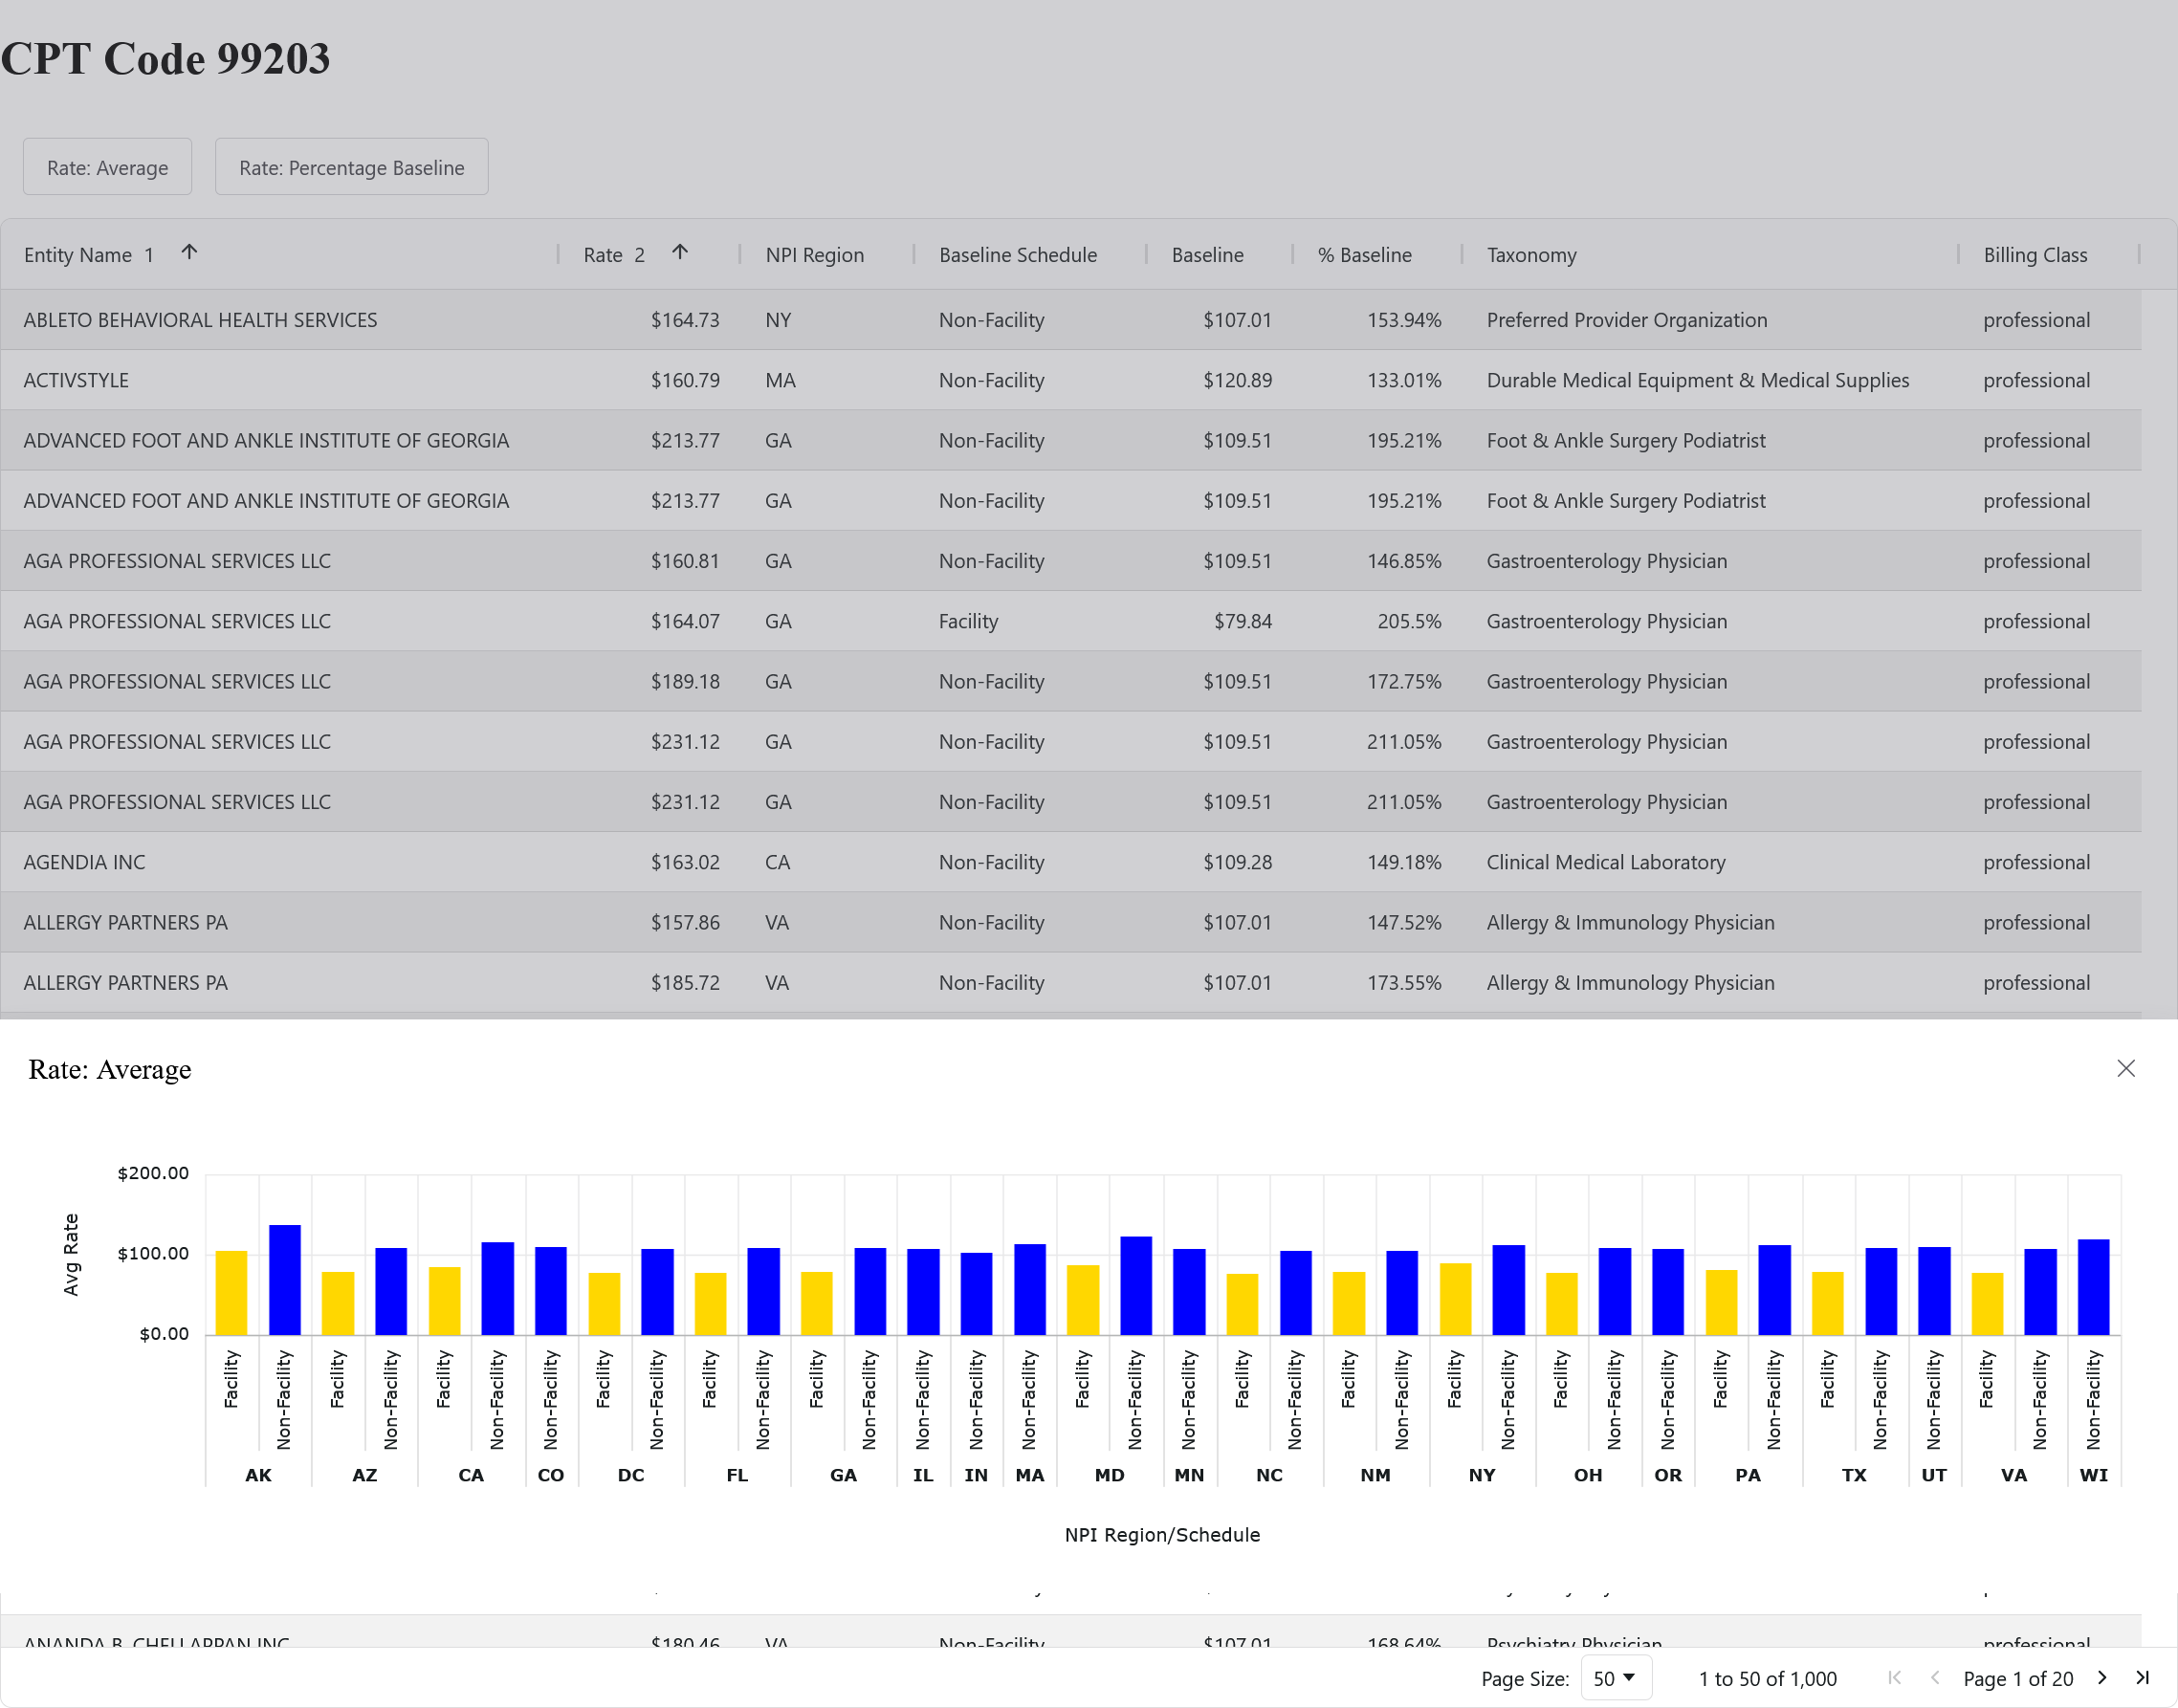 CPT Code 99203
Rate: Average Rate: Percentage Baseline
Entity Name 1 Rate 2 NPI Region Baseline Schedule Baseline % Baseline Taxonomy Billing Class
ABLETO BEHAVIORAL HEALTH SERVICES $164.73 NY Non-Facility $107.01 153.94% Preferred Provider Organization professional
ACTIVSTYLE $160.79 MA Non-Facility $120.89 133.01% Durable Medical Equipment & Medical Supplies professional
ADVANCED FOOT AND ANKLE INSTITUTE OF GEORGIA $213.77 GA Non-Facility $109.51 195.21% Foot & Ankle Surgery Podiatrist professional
ADVANCED FOOT AND ANKLE INSTITUTE OF GEORGIA $213.77 GA Non-Facility $109.51 195.21% Foot & Ankle Surgery Podiatrist professional
AGA PROFESSIONAL SERVICES LLC $160.81 GA Non-Facility $109.51 146.85% Gastroenterology Physician professional
AGA PROFESSIONAL SERVICES LLC $164.07 GA Facility $79.84 205.5% Gastroenterology Physician professional
AGA PROFESSIONAL SERVICES LLC $189.18 GA Non-Facility $109.51 172.75% Gastroenterology Physician professional
AGA PROFESSIONAL SERVICES LLC $231.12 GA Non-Facility $109.51 211.05% Gastroenterology Physician professional
AGA PROFESSIONAL SERVICES LLC $231.12 GA Non-Facility $109.51 211.05% Gastroenterology Physician professional
AGENDIA INC $163.02 CA Non-Facility $109.28 149.18% Clinical Medical Laboratory professional
ALLERGY PARTNERS PA $157.86 VA Non-Facility $107.01 147.52% Allergy & Immunology Physician professional
ALLERGY PARTNERS PA $185.72 VA Non-Facility $107.01 173.55% Allergy & Immunology Physician professional
Rate: Average
$200.00
$100.00
$0.00
Avg Rate
Facility Non-Facility Facility Non-Facility Facility Non-Facility Non-Facility Facility Non-Facility Facility Non-Facility Facility Non-Facility Non-Facility Non-Facility Non-Facility Facility Non-Facility Non-Facility Facility Non-Facility Facility Non-Facility Facility Non-Facility Facility Non-Facility Non-Facility Facility Non-Facility Facility Non-Facility Non-Facility Facility Non-Facility Non-Facility
AK AZ CA CO DC FL GA IL IN MA MD MN NC NM NY OH OR PA TX UT VA WI
NPI Region/Schedule
ANANDA B. CHELLAPPAN INC $180.46 VA Non-Facility $107.01 168.64% Psychiatry Physician professional
Page Size: 50 1 to 50 of 1,000 Page 1 of 20